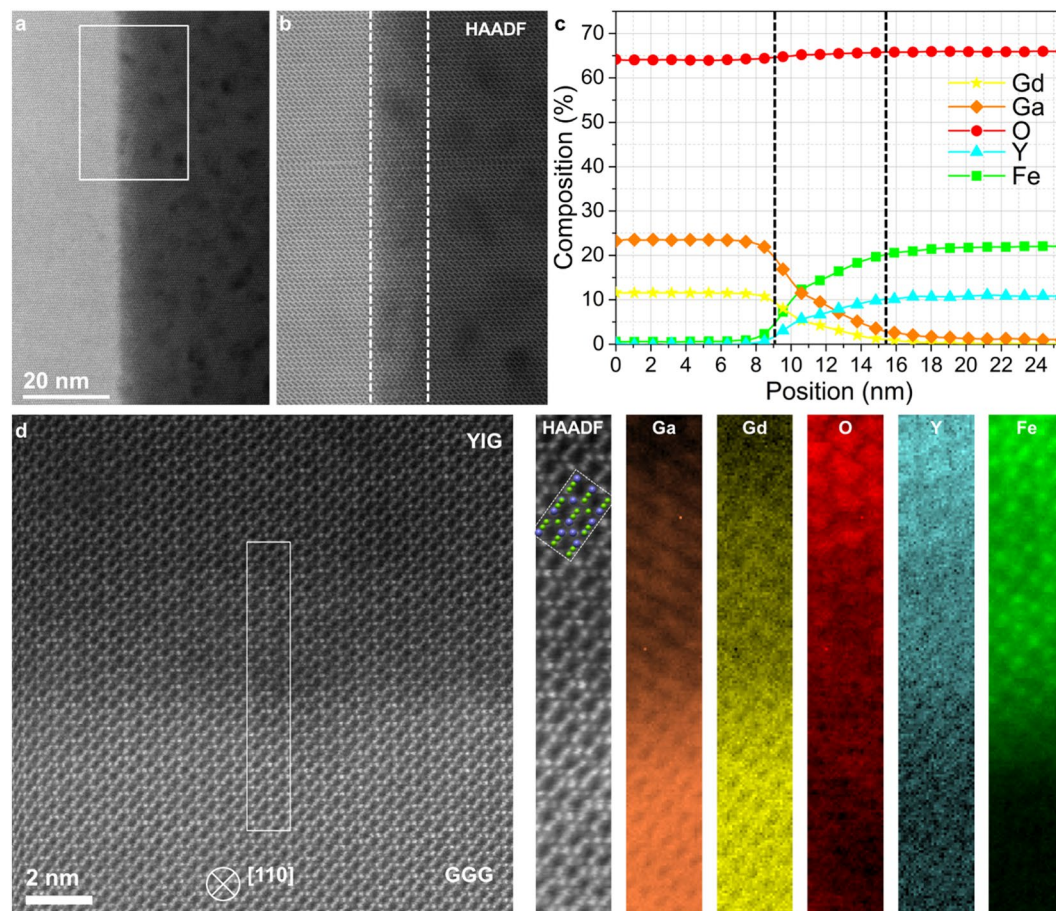 a
20 nm
b
HAADF
c
70
60
50
40
30
20
10
0
Composition (%)
Gd
Ga
O
Y
Fe
0 2 4 6 8 10 12 14 16 18 20 22 24
Position (nm)
d
YIG
2 nm
[110]
GGG
HAADF
Ga
Gd
O
Y
Fe